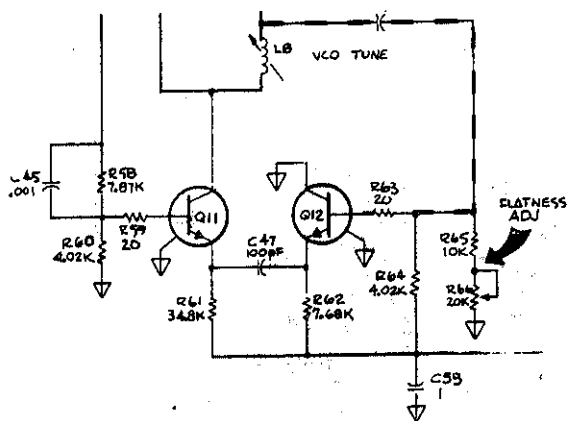 L8
VCO TUNE
C45
.001
R58
7.87K
R59
20
R60
4.02K
Q11
Q12
R63
20
FLATNESS
ADJ
C47
100pF
R65
10K
R64
4.02K
R66
20K
R61
34.8K
R62
7.68K
C53
1